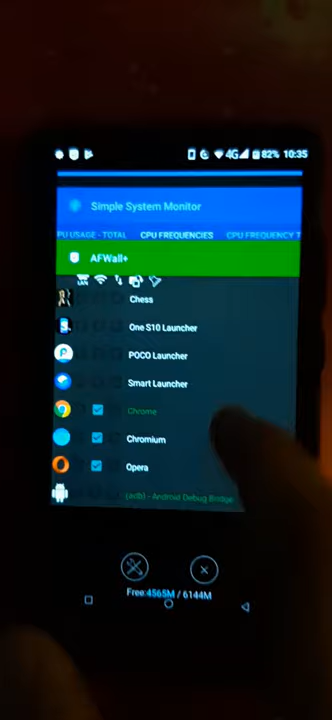 4G 82% 10:35
Simple System Monitor
PU USAGE - TOTAL CPU FREQUENCIES CPU FREQUENCY T
AFWall+
LAN
Chess
One S10 Launcher
POCO Launcher
Smart Launcher
Chrome
Chromium
Opera
(adb) - Android Debug Bridge
Free:4565M / 6144M